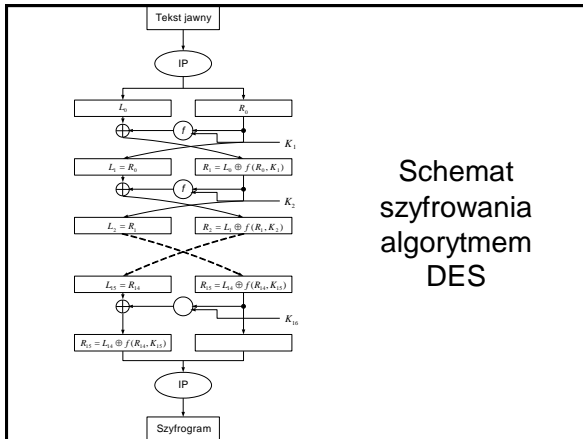 Tekst jawny
IP
L₀ R₀
f
K₁
L₁ = R₀ R₁ = L₀ ⊕ f(R₀, K₁)
f
K₂
L₂ = R₁ R₂ = L₁ ⊕ f(R₁, K₂)
L₁₅ = R₁₄ R₁₅ = L₁₄ ⊕ f(R₁₄, K₁₅)
K₁₆
R₁₅ = L₁₄ ⊕ f(R₁₄, K₁₅)
IP
Szyfrogram
Schemat
szyfrowania
algorytmem
DES